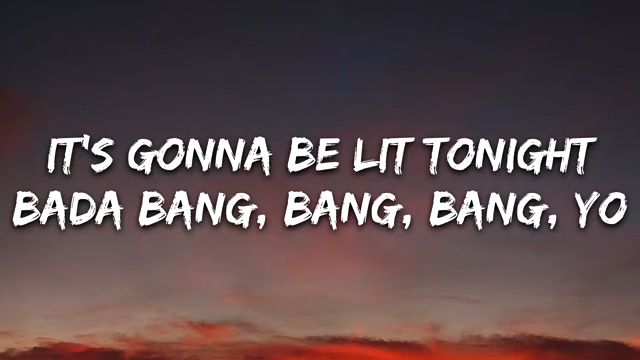 IT'S GONNA BE LIT TONIGHT
BADA BANG, BANG, BANG, YO